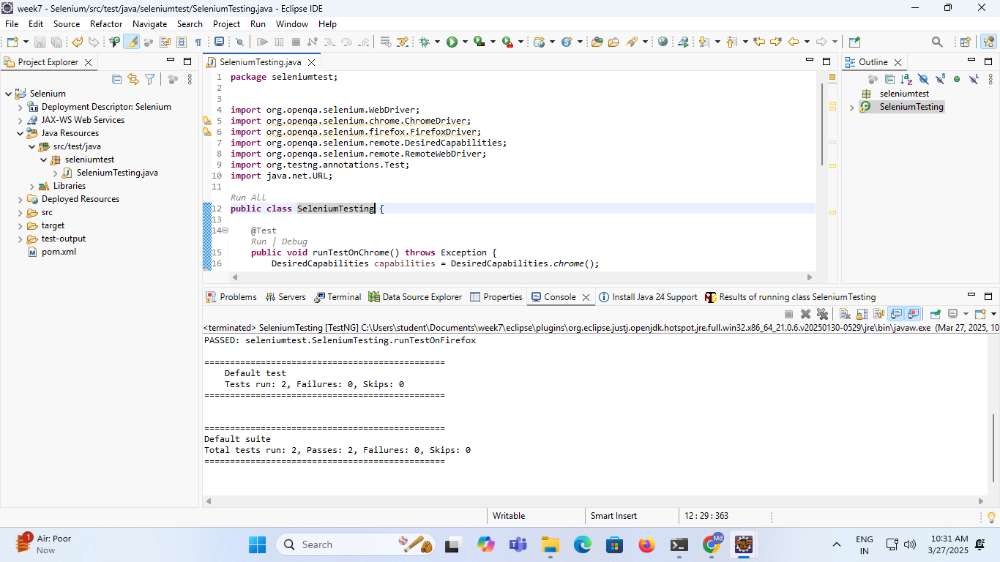 week7 - Selenium/src/test/java/seleniumtest/SeleniumTesting.java - Eclipse IDE
File Edit Source Refactor Navigate Search Project Run Window Help
Project Explorer
Selenium
Deployment Descriptor: Selenium
JAX-WS Web Services
Java Resources
src/test/java
seleniumtest
SeleniumTesting.java
Libraries
Deployed Resources
src
target
test-output
pom.xml
SeleniumTesting.java
1 package seleniumtest;
2
3
4 import org.openqa.selenium.WebDriver;
5 import org.openqa.selenium.chrome.ChromeDriver;
6 import org.openqa.selenium.firefox.FirefoxDriver;
7 import org.openqa.selenium.remote.DesiredCapabilities;
8 import org.openqa.selenium.remote.RemoteWebDriver;
9 import org.testng.annotations.Test;
10 import java.net.URL;
11
Run All
12 public class SeleniumTesting {
13
14 @Test
Run | Debug
15 public void runTestOnChrome() throws Exception {
16 DesiredCapabilities capabilities = DesiredCapabilities.chrome();
Outline
seleniumtest
SeleniumTesting
Problems Servers Terminal Data Source Explorer Properties Console Install Java 24 Support Results of running class SeleniumTesting
<terminated> SeleniumTesting [TestNG] C:\Users\student\Documents\week7\eclipse\plugins\org.eclipse.justj.openjdk.hotspot.jre.full.win32.x86_64_21.0.6.v20250130-0529\jre\bin\javaw.exe (Mar 27, 2025, 10
PASSED: seleniumtest.SeleniumTesting.runTestOnFirefox
===============================================
Default test
Tests run: 2, Failures: 0, Skips: 0
===============================================
===============================================
Default suite
Total tests run: 2, Passes: 2, Failures: 0, Skips: 0
===============================================
Writable Smart Insert 12 : 29 : 363
1
Air: Poor
Now
Search
Md
ENG
IN
10:31 AM
3/27/2025